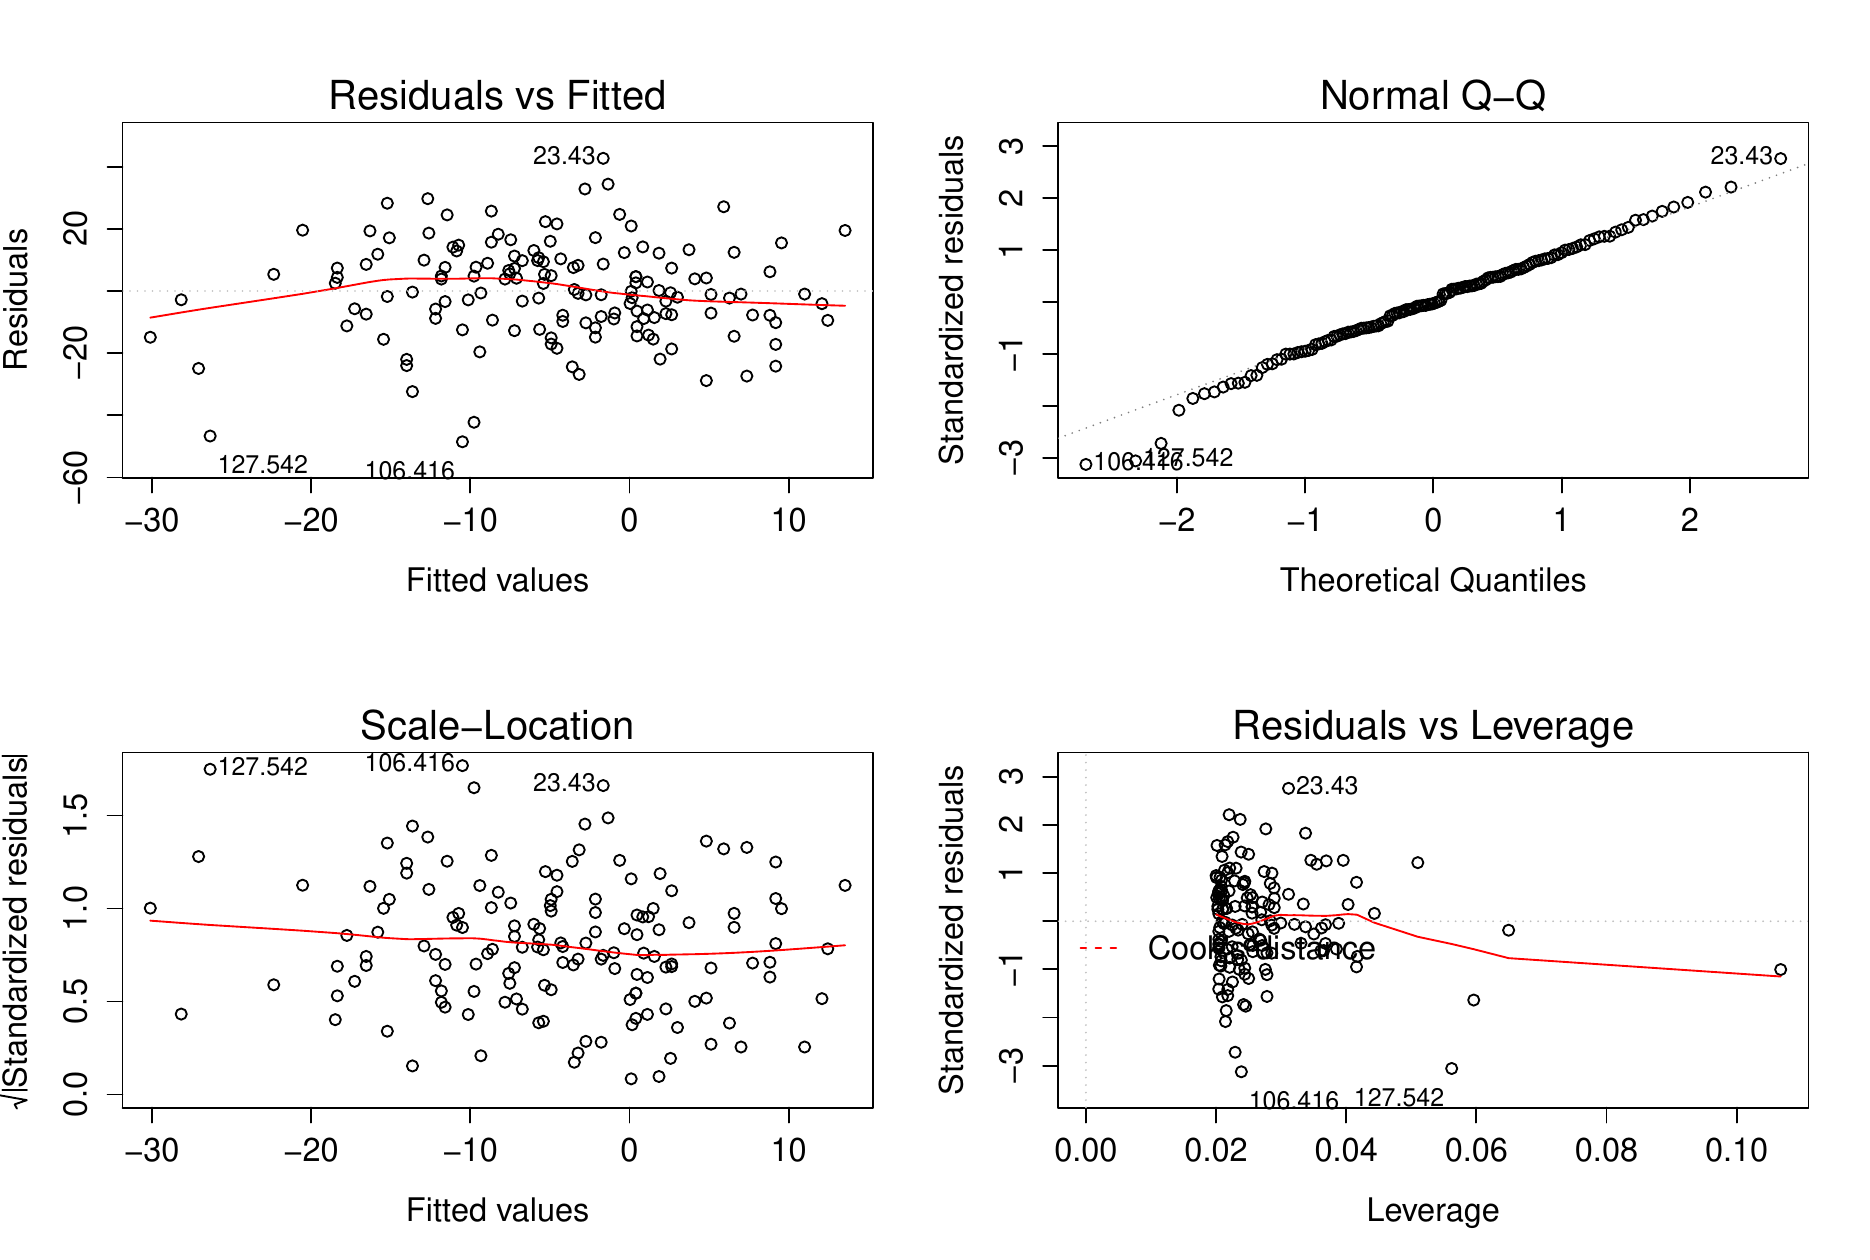 Residuals vs Fitted
Residuals
20
−20
−60
23.43
127.542
106.416
−30 −20 −10 0 10
Fitted values
Normal Q−Q
Standardized residuals
3
2
1
−1
−3
23.43
106.416
127.542
−2 −1 0 1 2
Theoretical Quantiles
Scale−Location
√|Standardized residuals|
1.5
1.0
0.5
0.0
127.542
106.416
23.43
−30 −20 −10 0 10
Fitted values
Residuals vs Leverage
Standardized residuals
3
2
1
−1
−3
23.43
Cook's distance
106.416
127.542
0.00 0.02 0.04 0.06 0.08 0.10
Leverage